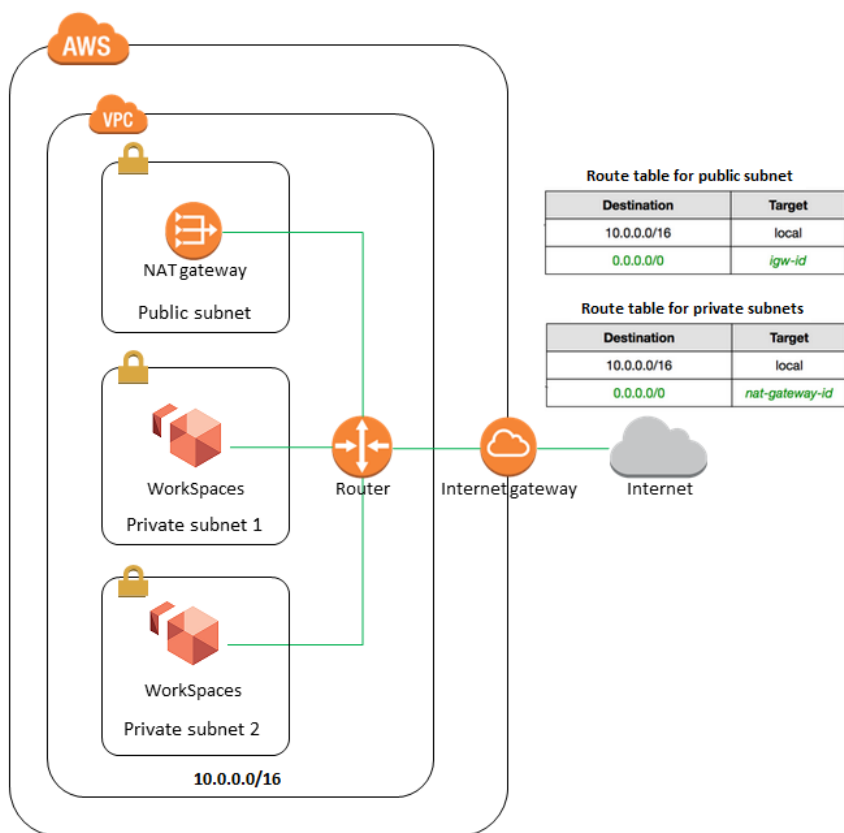 AWS
VPC
NAT gateway
Public subnet
WorkSpaces
Private subnet 1
WorkSpaces
Private subnet 2
10.0.0.0/16
Router
Internet gateway
Internet
Route table for public subnet
Destination Target
10.0.0.0/16 local
0.0.0.0/0 igw-id
Route table for private subnets
Destination Target
10.0.0.0/16 local
0.0.0.0/0 nat-gateway-id